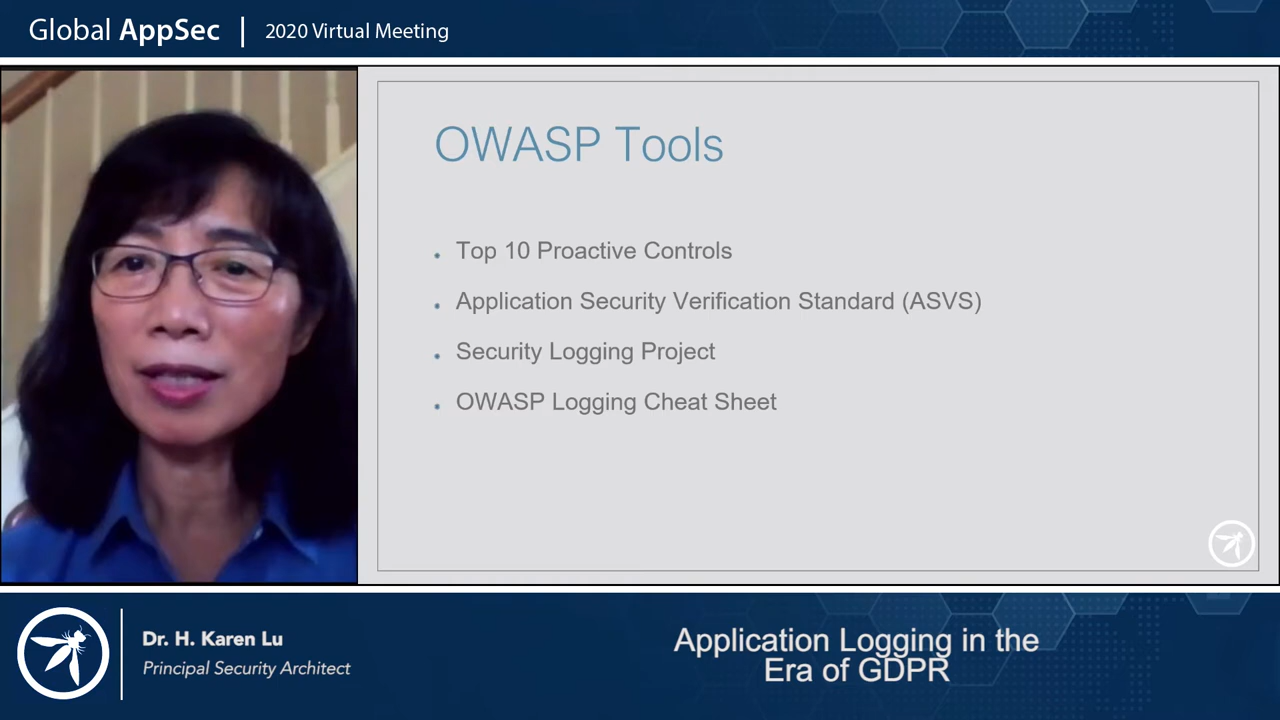 Global AppSec | 2020 Virtual Meeting
OWASP Tools
Top 10 Proactive Controls
Application Security Verification Standard (ASVS)
Security Logging Project
OWASP Logging Cheat Sheet
Dr. H. Karen Lu
Principal Security Architect
Application Logging in the
Era of GDPR